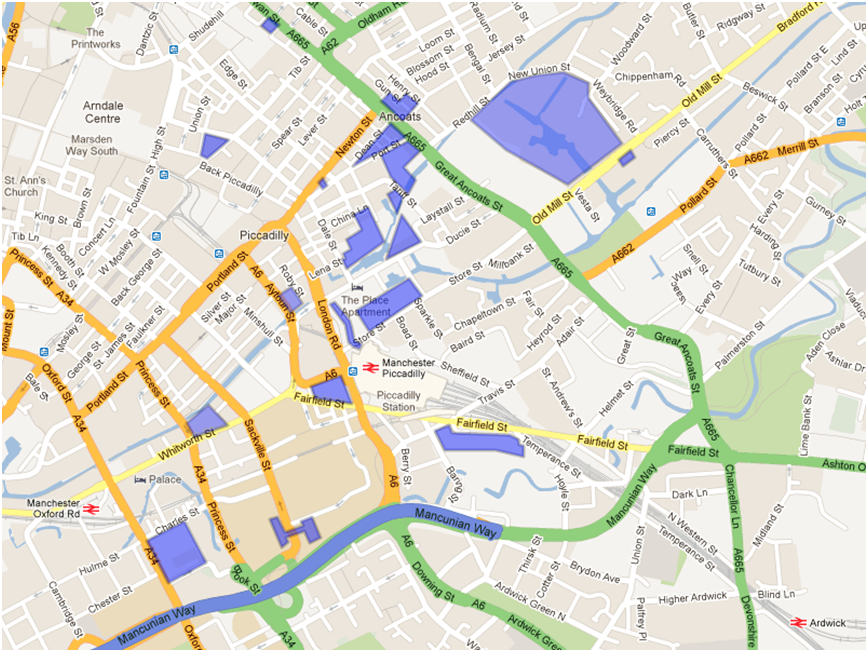 A56
The
Printworks
Dantzic St
Shudehill
Cable St
A665
A62
Oldham Rd
Radium St
Butler St
Ridgway St
Bradford R
Woodward St
Loom St
Blossom St
Hood St
Jersey St
Bengal St
New Union St
Chippenham Rd
Weybridge Rd
Old Mill St
Pollard St E
Lind St
Beswick St
Branson St
Tib St
Edge St
Henry St
Gun St
Ancoats
Redhill
Arndale
Centre
Union St
Spear St
Lever St
Newton St
Dean St
Port St
A665
Piercy St
Carruthers St
Pollard St
A662
Merrill St
Marsden
Way South
High St
Back Piccadilly
Fountain St
St. Ann's
Church
Brown St
Great Ancoats St
Tariff St
Old Mill St
Vesta St
Pollard St
Every St
Gurney St
King St
Concert Ln
China Ln
Laystall St
Ducie St
Harding St
Tib Ln
W Mosley St
Piccadilly
Dale St
A662
Booth St
Kennedy St
Back George St
Portland St
A6
Lena St
Store St
Millbank St
A665
Snell St
Tutbury St
Princess St
A34
Roby St
Aytoun St
The Place
Apartment
Every St
Way
Silver St
Major St
London Rd
Sparkle St
Fair St
Viaduc
Mount St
Mosley St
Faulkner St
Minshull St
Store St
Boad St
Chapeltown St
Heyrod St
Adair St
St. James St
George St
Baird St
Great St
Great Ancoats St
Palmerston St
Aden Close
Ashlar Dr
Oxford St
Portland St
Princess St
A6
Manchester
Piccadilly
Sheffield St
Travis St
St. Andrew's St
Helmet St
A34
Fairfield St
Piccadilly
Station
A665
Lime Bank St
Whitworth St
Sackville St
Fairfield St
Fairfield St
Temperance St
Fairfield St
Ashton O
A34
Berry St
Palace
A6
Hoyle St
Mancunian Way
Dark Ln
Chancellor Ln
Manchester
Oxford Rd
Charles St
Princess St
Mancunian Way
Union St
N Western St
Temperance St
Midland St
A665
A34
Hulme St
A6
Thirsk St
Cotter St
Brydon Ave
Chester St
Downing St
Ardwick Green N
Palfrey Pl
Higher Ardwick
Blind Ln
Cambridge St
Mancunian Way
A6
Devonshire
Ardwick
A34
Ardwick Gree